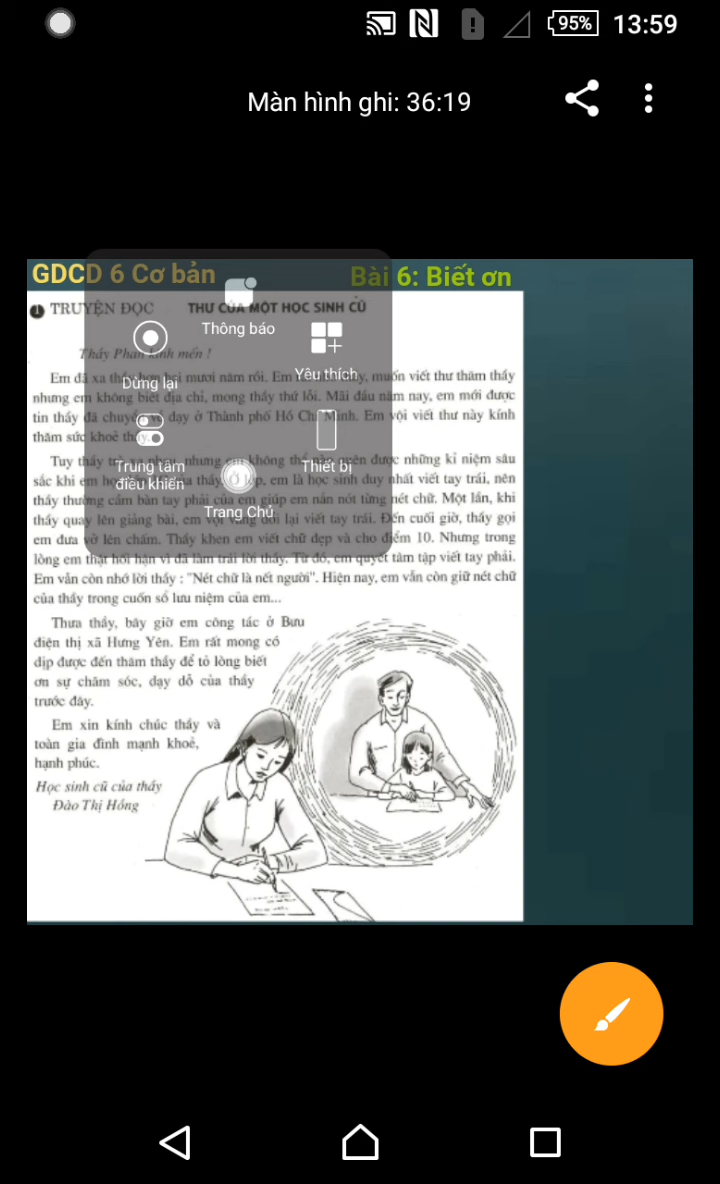 95% 13:59
Màn hình ghi: 36:19
GDCD 6 Cơ bản Bài 6: Biết ơn
1 TRUYỆN ĐỌC THƯ CỦA MỘT HỌC SINH CŨ
Thông báo
Thầy Phan kính mến !
Dừng lại
Yêu thích
Em đã xa thầy hơn hai mươi năm rồi. Em muốn viết thư thăm thầy
nhưng em không biết địa chỉ, mong thầy thứ lỗi. Mãi đầu năm nay, em mới được
tin thầy đã chuyển về dạy ở Thành phố Hồ Chí Minh. Em vội viết thư này kính
thăm sức khoẻ thầy.
Trung tâm
điều khiển
Thiết bị
Trang Chủ
Tuy thầy trò xa nhau, nhưng em không thể nào quên được những kỉ niệm sâu
sắc khi em thầy. Ở lớp, em là học sinh duy nhất viết tay trái, nên
thầy thường cầm bàn tay phải của em giúp em nắn nót từng nét chữ. Một lần, khi
thầy quay lên giảng bài, em vội vàng đổi lại viết tay trái. Đến cuối giờ, thầy gọi
em đưa vở lên chấm. Thầy khen em viết chữ đẹp và cho điểm 10. Nhưng trong
lòng em thật hối hận vì đã làm trái lời thầy. Từ đó, em quyết tâm tập viết tay phải.
Em vẫn còn nhớ lời thầy : "Nét chữ là nết người". Hiện nay, em vẫn còn giữ nét chữ
của thầy trong cuốn sổ lưu niệm của em...
Thưa thầy, bây giờ em công tác ở Bưu
điện thị xã Hưng Yên. Em rất mong có
dịp được đến thăm thầy để tỏ lòng biết
ơn sự chăm sóc, dạy dỗ của thầy
trước đây.
Em xin kính chúc thầy và
toàn gia đình mạnh khoẻ,
hạnh phúc.
Học sinh cũ của thầy
Đào Thị Hồng